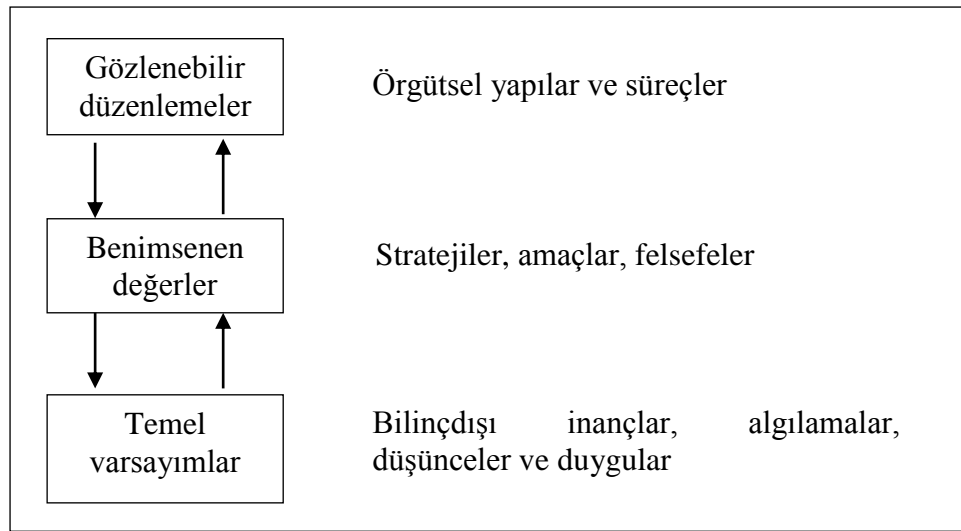 Gözlenebilir
düzenlemeler
Örgütsel yapılar ve süreçler
Benimsenen
değerler
Stratejiler, amaçlar, felsefeler
Temel
varsayımlar
Bilinçdışı inançlar, algılamalar,
düşünceler ve duygular